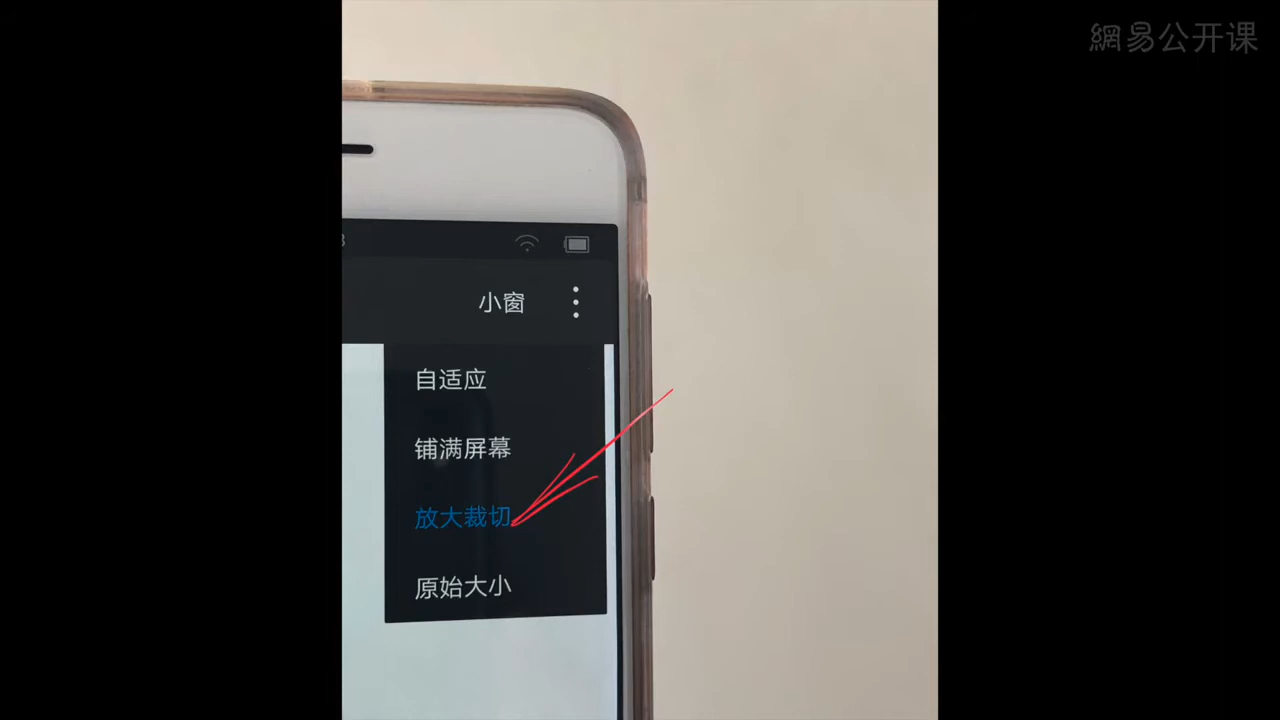 網易公开课
小窗
自适应
铺满屏幕
放大裁切
原始大小